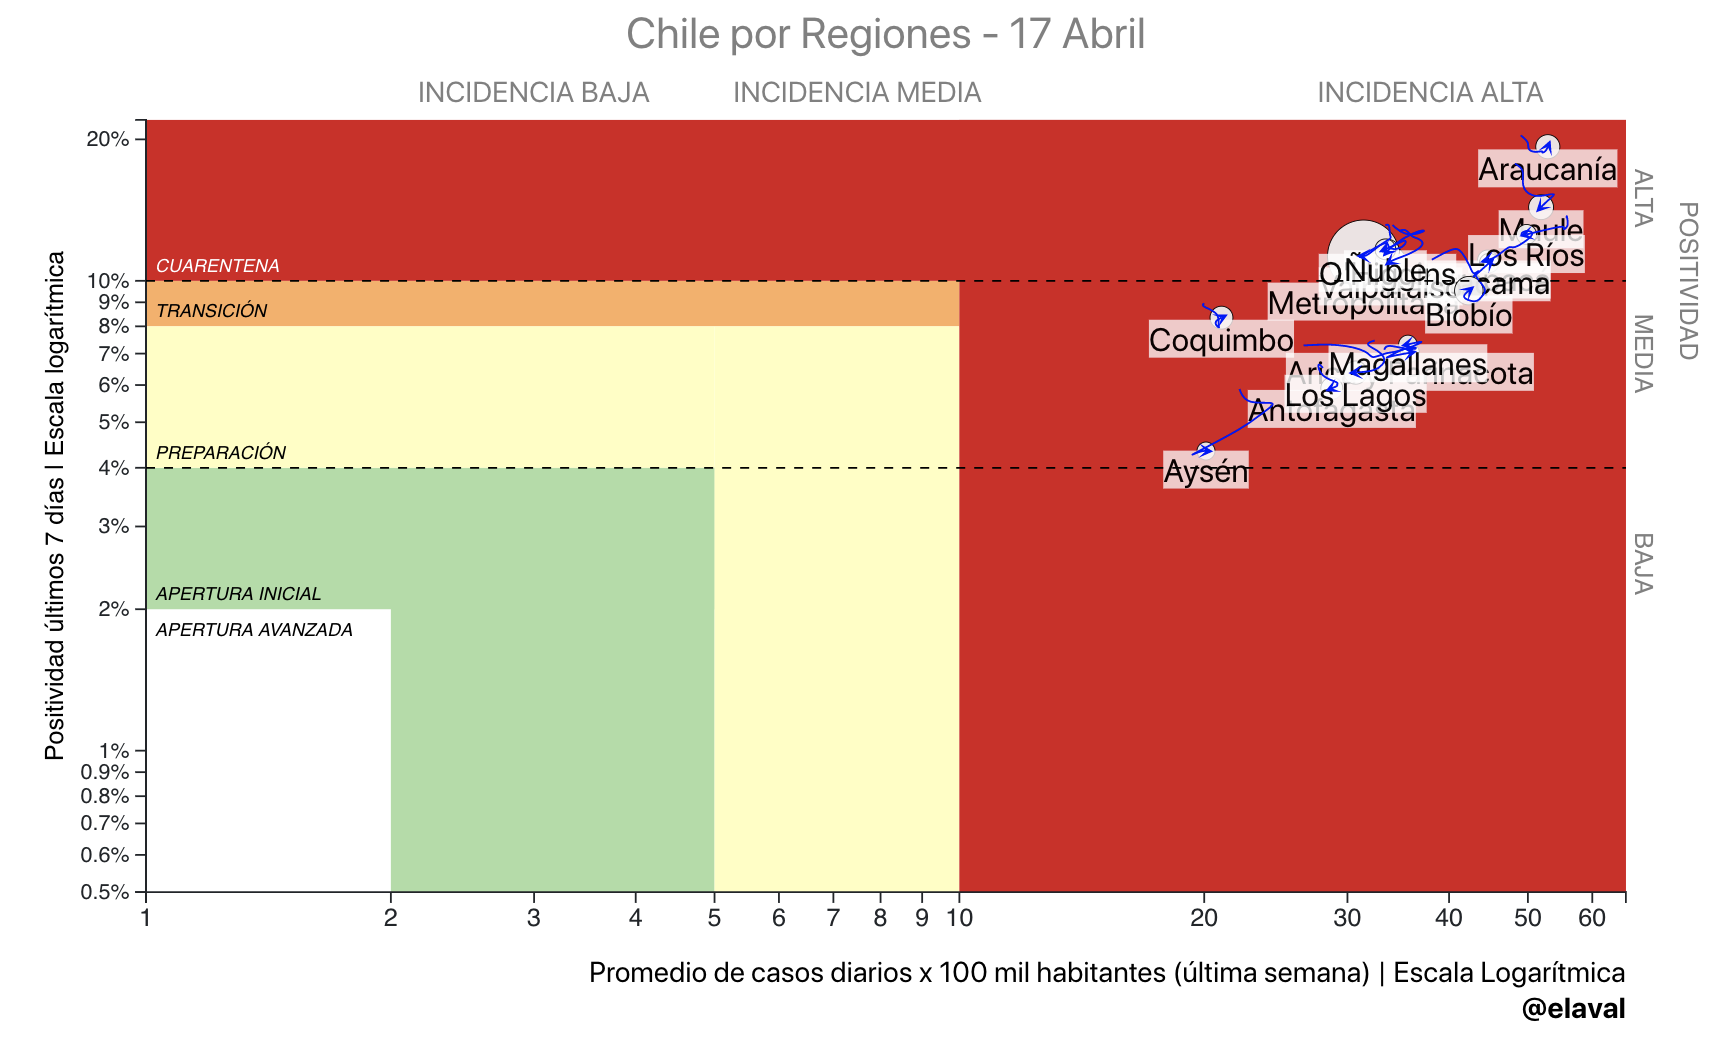 Chile por Regiones - 17 Abril
INCIDENCIA BAJA
INCIDENCIA MEDIA
INCIDENCIA ALTA
20%
10%
9%
8%
7%
6%
5%
4%
3%
2%
1%
0.9%
0.8%
0.7%
0.6%
0.5%
Positividad últimos 7 días I Escala logarítmica
CUARENTENA
TRANSICIÓN
PREPARACIÓN
APERTURA INICIAL
APERTURA AVANZADA
Araucanía
Maule
Los Ríos
Ñuble
Biobío
Coquimbo
Magallanes
Los Lagos
Antofagasta
Aysén
ALTA
MEDIA
BAJA
POSITIVIDAD
1 2 3 4 5 6 7 8 9 10 20 30 40 50 60
Promedio de casos diarios x 100 mil habitantes (última semana) | Escala Logarítmica
@elaval